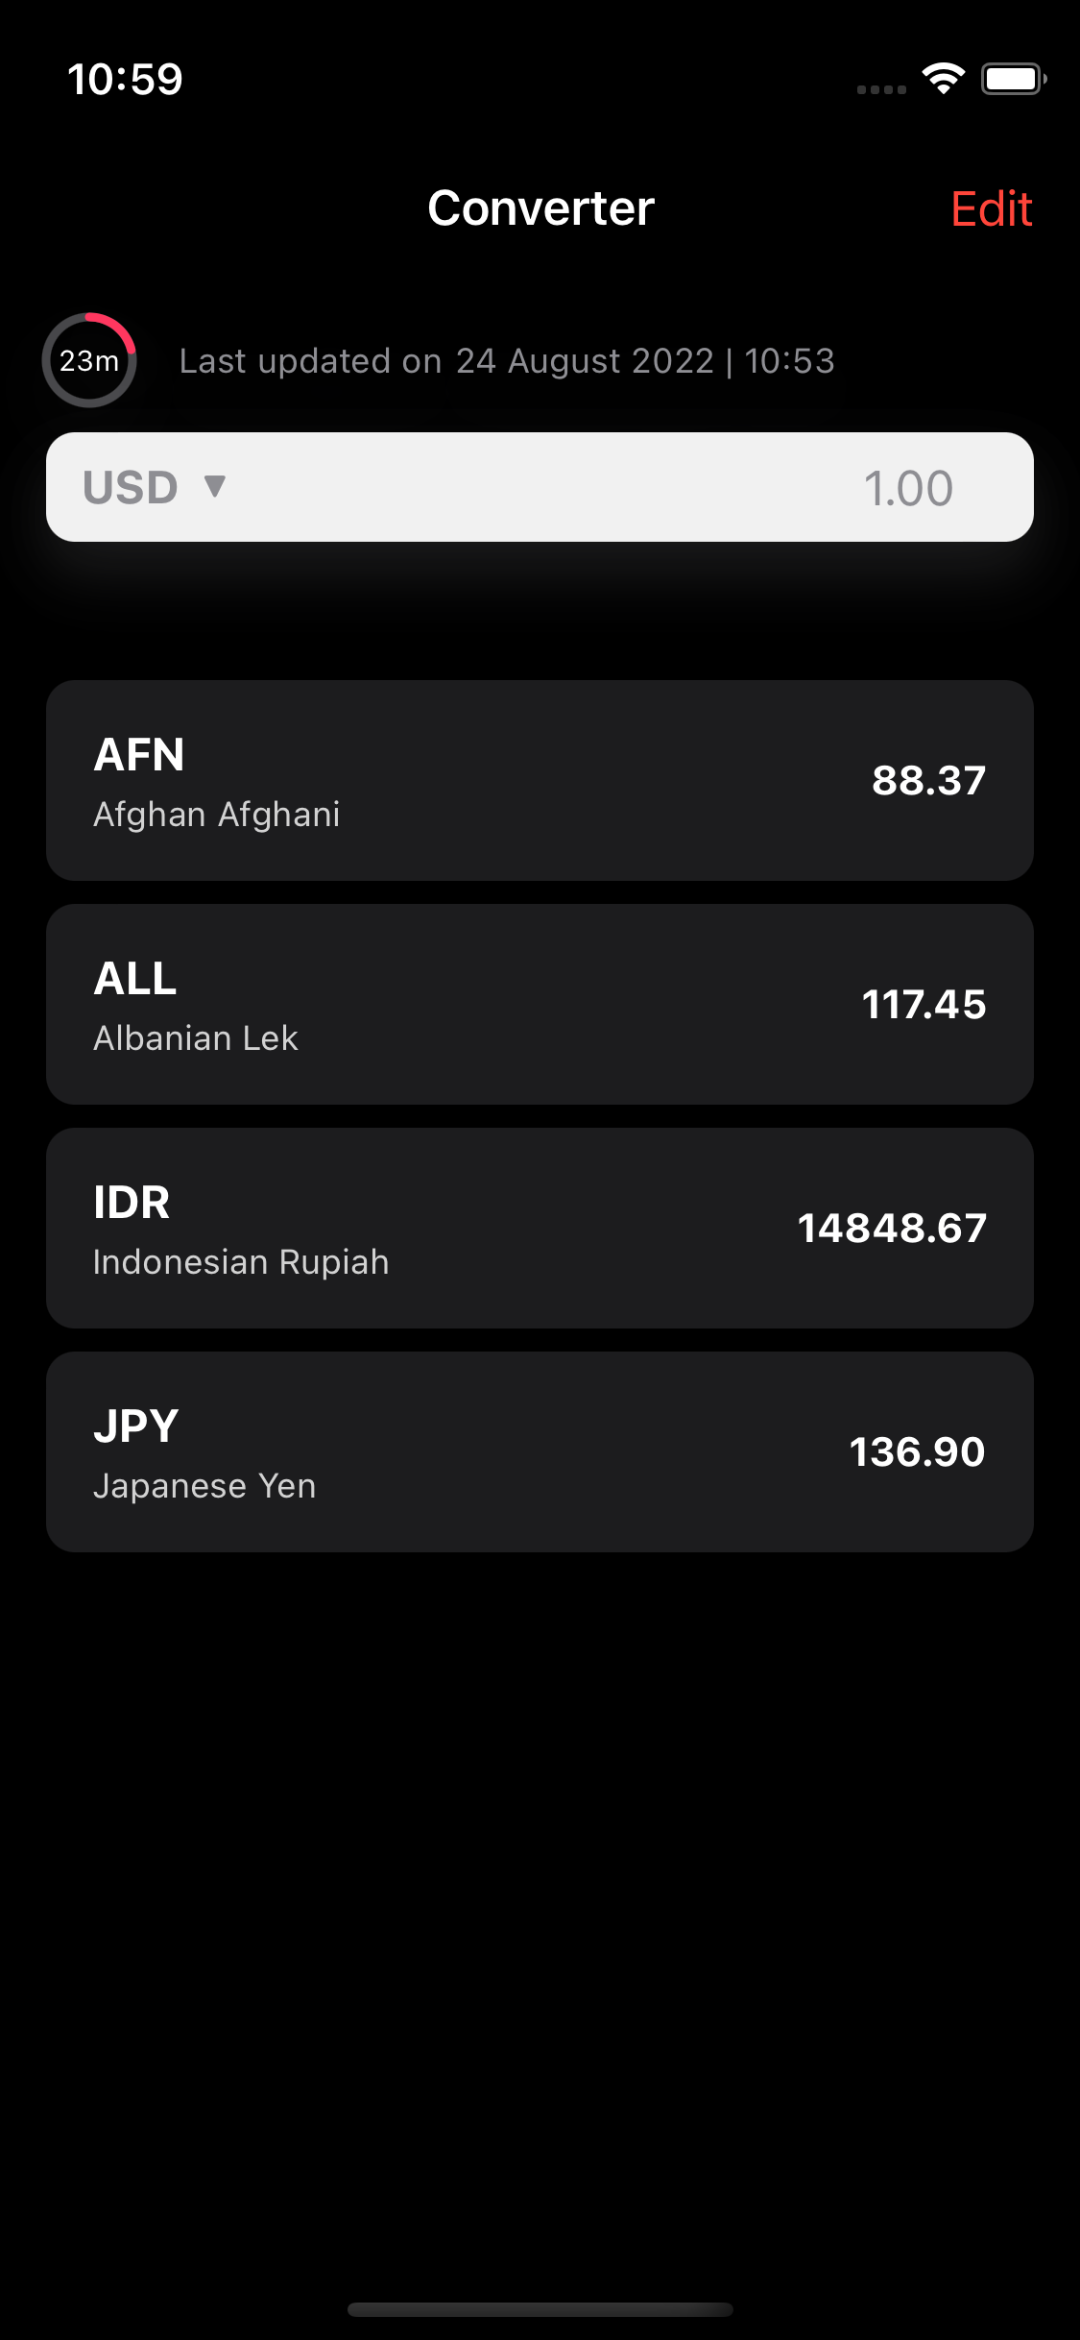 10:59
Converter
Edit
23m
Last updated on 24 August 2022 | 10:53
USD ▼ 1.00
AFN
Afghan Afghani
88.37
ALL
Albanian Lek
117.45
IDR
Indonesian Rupiah
14848.67
JPY
Japanese Yen
136.90